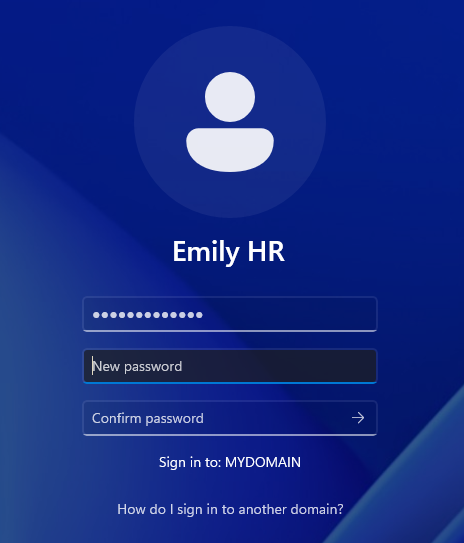 Emily HR
●●●●●●●●●●●●●
New password
Confirm password
Sign in to: MYDOMAIN
How do I sign in to another domain?